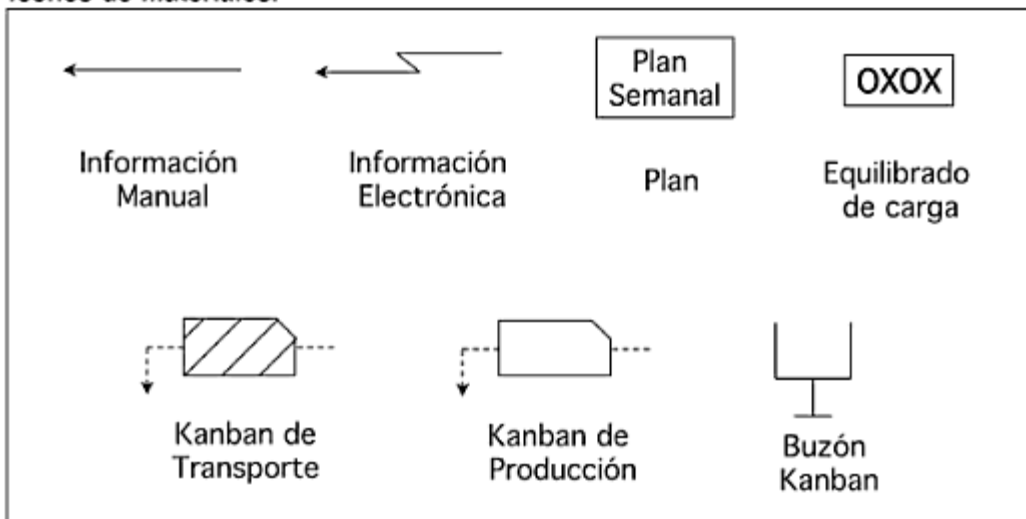 Plan
Semanal
OXOX
Información
Manual
Información
Electrónica
Plan
Equilibrado
de carga
Kanban de
Transporte
Kanban de
Producción
Buzón
Kanban